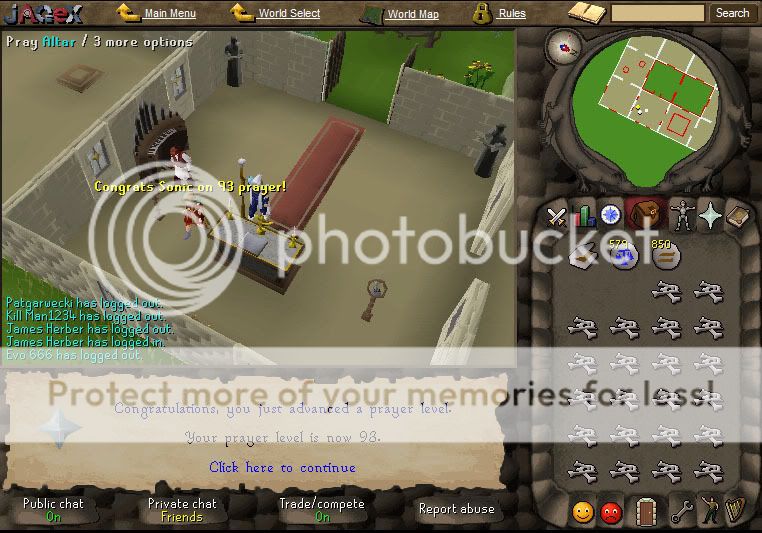 JAGEX
Main Menu
World Select
World Map
Rules
Search
Pray Altar / 3 more options
Congrats Sonic on 93 prayer!
579
850
photobucket
Patgarwecki has logged out.
Kill Man1234 has logged out.
James Herber has logged out.
James Herber has logged in.
Evo 666 has logged out.
Protect more of your memories for less!
Congratulations, you just advanced a prayer level.
Your prayer level is now 93.
Click here to continue
Public chat
On
Private chat
Friends
Trade/compete
On
Report abuse